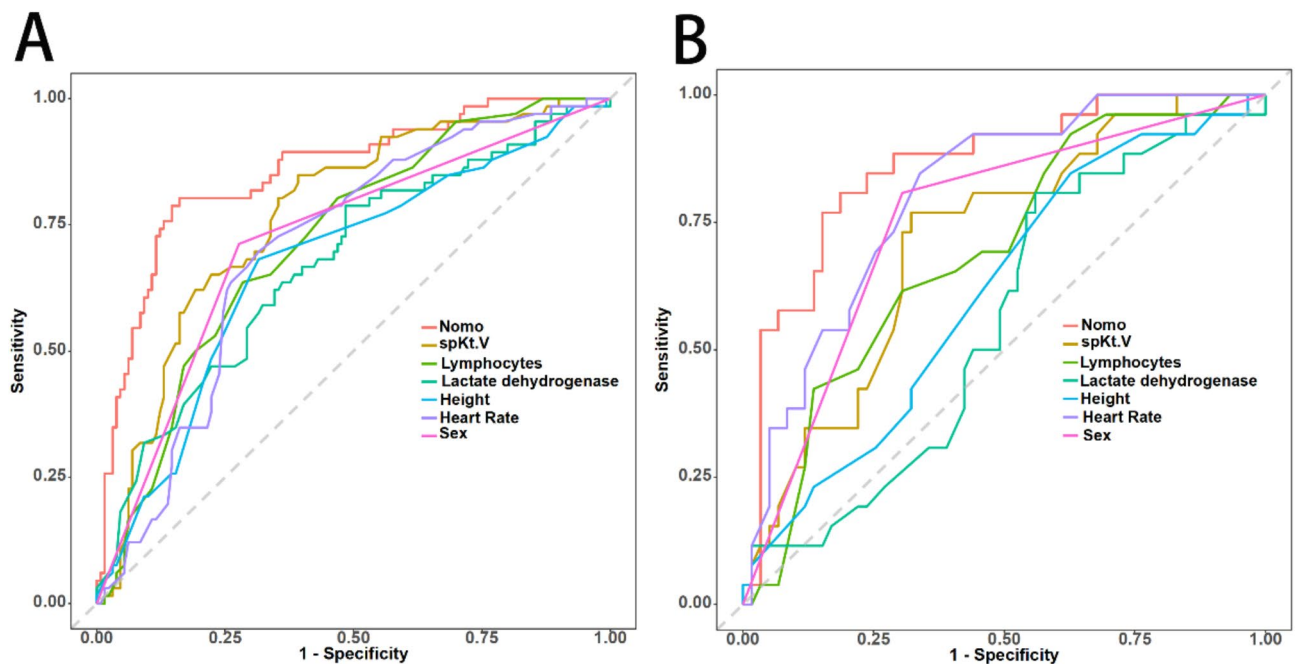 A
1.00
0.75
0.50
0.25
0.00
Sensitivity
Nomo
spKt.V
Lymphocytes
Lactate dehydrogenase
Height
Heart Rate
Sex
0.00 0.25 0.50 0.75 1.00
1 - Specificity
B
1.00
0.75
0.50
0.25
0.00
Sensitivity
Nomo
spKt.V
Lymphocytes
Lactate dehydrogenase
Height
Heart Rate
Sex
0.00 0.25 0.50 0.75 1.00
1 - Specificity